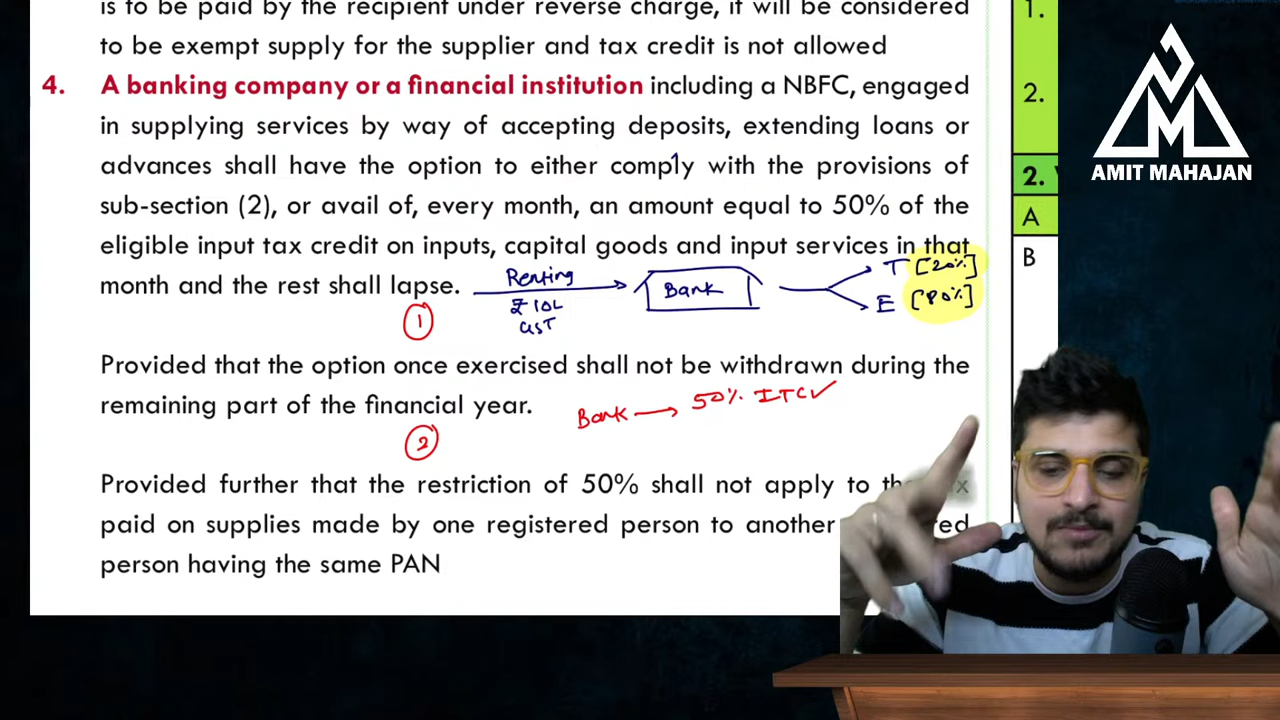 is to be paid by the recipient under reverse charge, it will be considered
to be exempt supply for the supplier and tax credit is not allowed
4. A banking company or a financial institution including a NBFC, engaged
in supplying services by way of accepting deposits, extending loans or
advances shall have the option to either comply with the provisions of
sub-section (2), or avail of, every month, an amount equal to 50% of the
eligible input tax credit on inputs, capital goods and input services in that
month and the rest shall lapse.
Renting
₹ 10L
GST
Bank
T [20%]
E [80%]
1
Provided that the option once exercised shall not be withdrawn during the
remaining part of the financial year.
Bank → 50% ITC ✓
2
Provided further that the restriction of 50% shall not apply to the
paid on supplies made by one registered person to another
person having the same PAN
1.
2.
2.
A
B
AMIT MAHAJAN